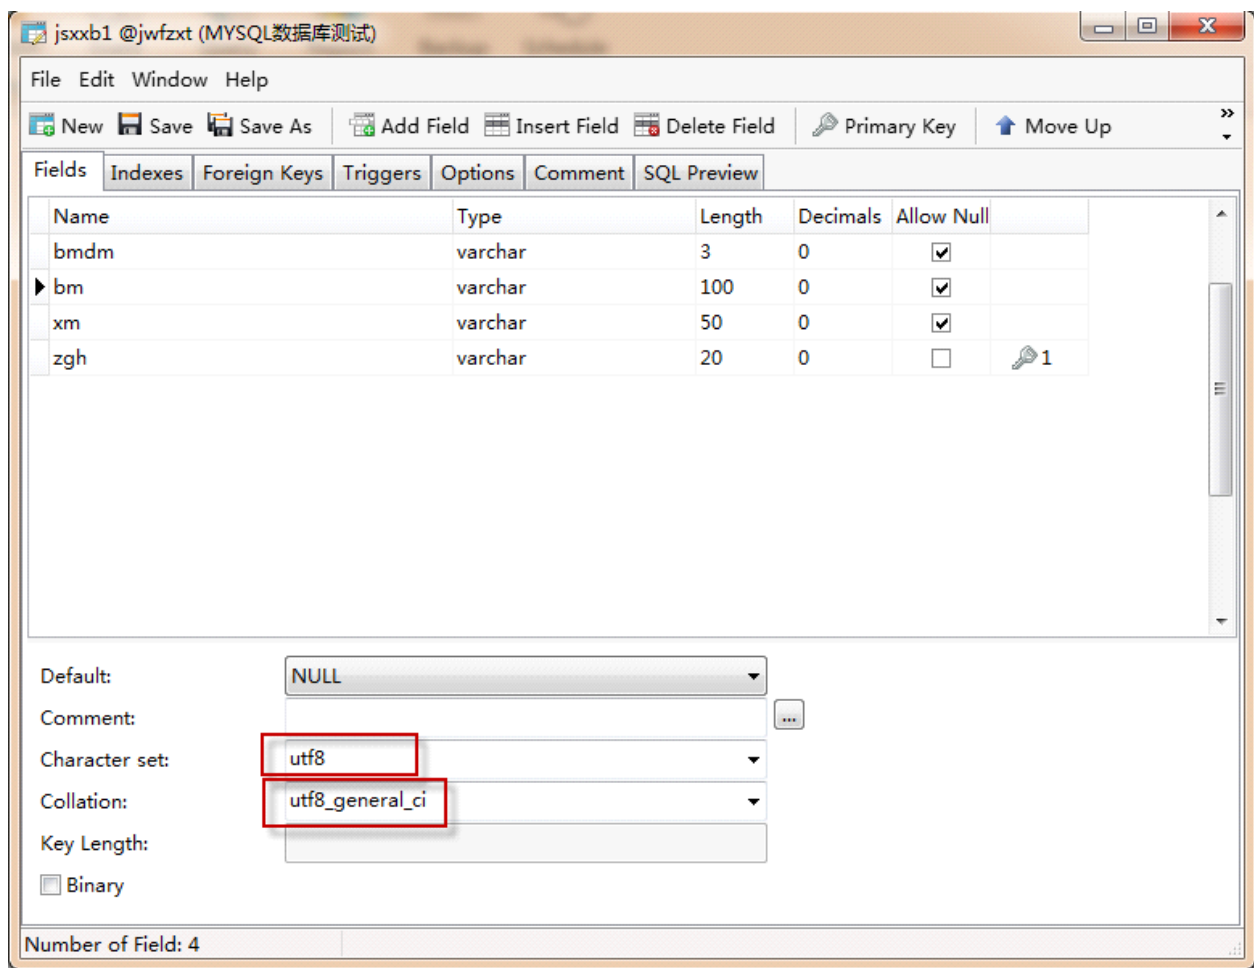 jsxxb1 @jwfzxt (MYSQL数据库测试)
File Edit Window Help
New Save Save As Add Field Insert Field Delete Field Primary Key Move Up
Fields Indexes Foreign Keys Triggers Options Comment SQL Preview
Name Type Length Decimals Allow Null
bmdm varchar 3 0
bm varchar 100 0
xm varchar 50 0
zgh varchar 20 0 1
Default: NULL
Comment: ...
Character set: utf8
Collation: utf8_general_ci
Key Length:
Binary
Number of Field: 4